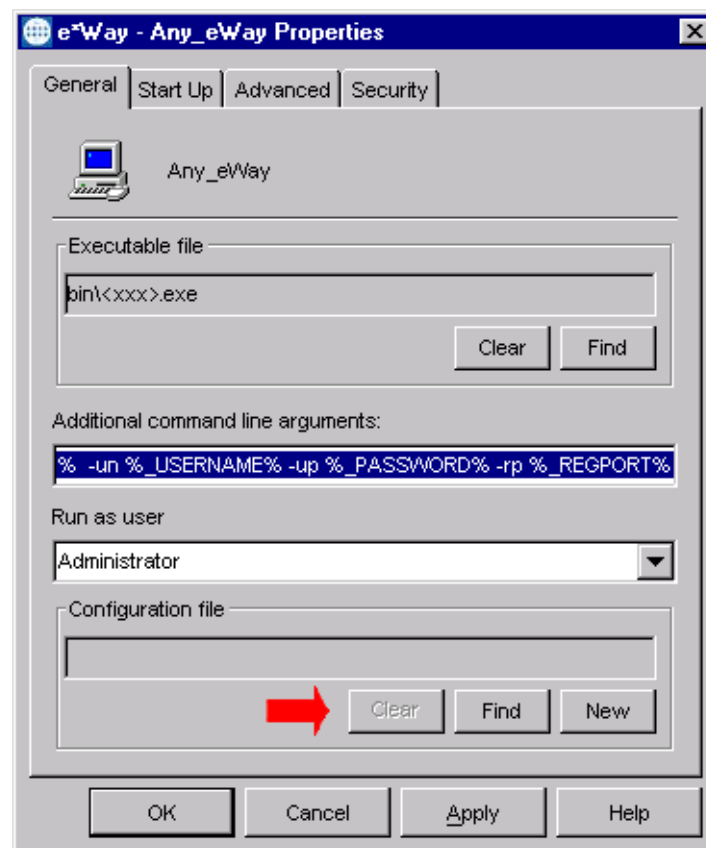 e*Way - Any_eWay Properties
General Start Up Advanced Security
Any_eWay
Executable file
bin\<xxx>.exe
Clear Find
Additional command line arguments:
% -un %_USERNAME% -up %_PASSWORD% -rp %_REGPORT%
Run as user
Administrator
Configuration file
Clear Find New
OK Cancel Apply Help